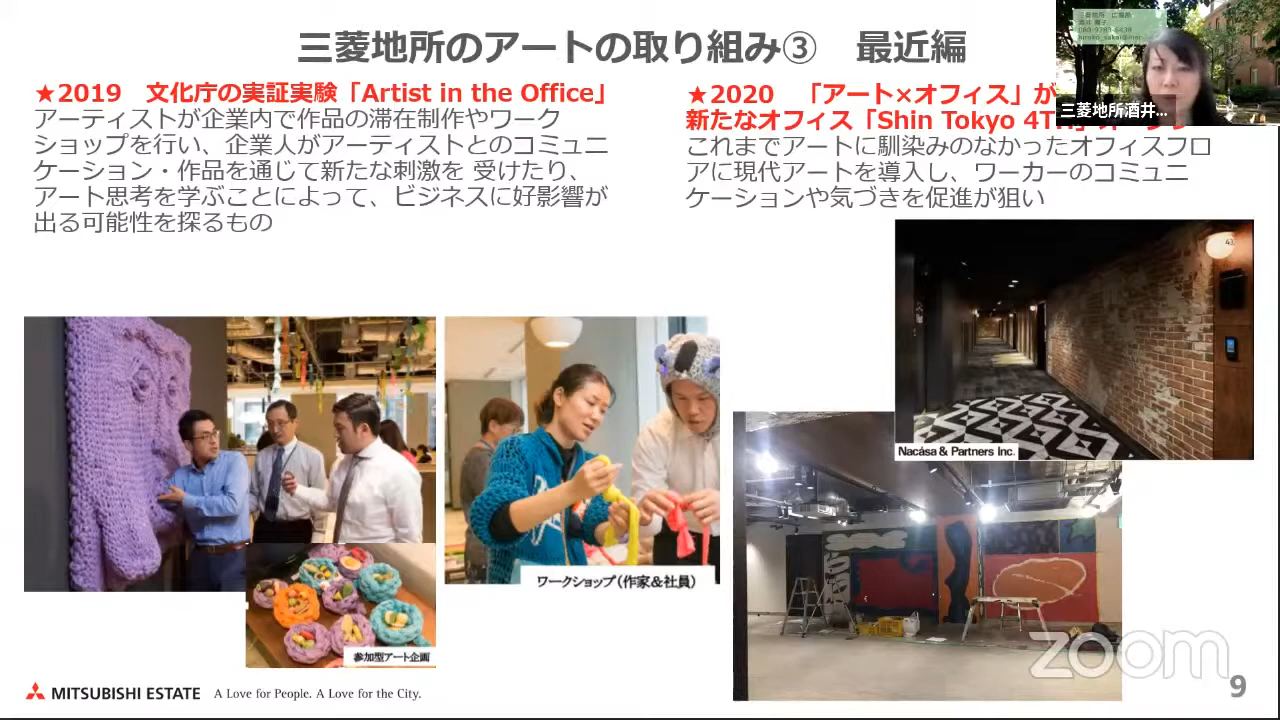 三菱地所のアートの取り組み③　最近編
★2019　文化庁の実証実験「Artist in the Office」
アーティストが企業内で作品の滞在制作やワーク
ショップを行い、企業人がアーティストとのコミュニ
ケーション・作品を通じて新たな刺激を 受けたり、
アート思考を学ぶことによって、ビジネスに好影響が
出る可能性を探るもの
★2020　「アート×オフィス」が
新たなオフィス「Shin Tokyo 4TH」
これまでアートに馴染みのなかったオフィスフロ
アに現代アートを導入し、ワーカーのコミュニ
ケーションや気づきを促進が狙い
三菱地所酒井...
43
Nacása & Partners Inc.
ワークショップ（作家＆社員）
参加型アート企画
MITSUBISHI ESTATE A Love for People. A Love for the City.
zoom
9